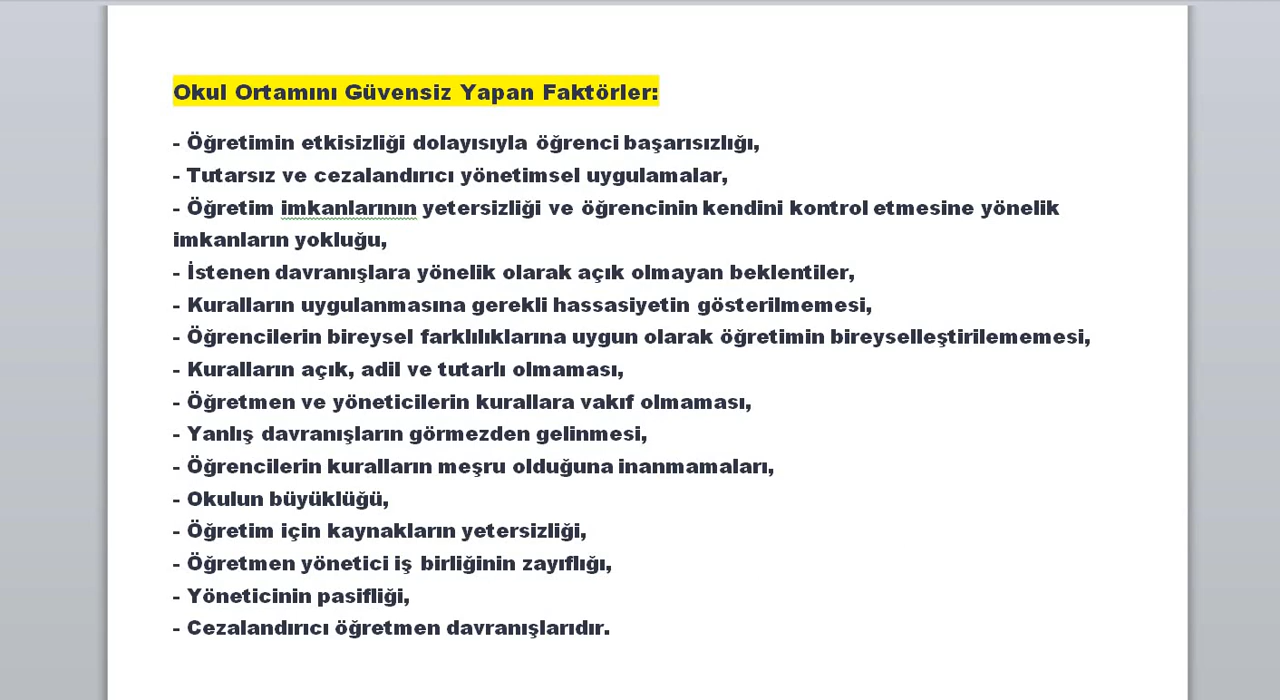 Okul Ortamını Güvensiz Yapan Faktörler:
- Öğretimin etkisizliği dolayısıyla öğrenci başarısızlığı,
- Tutarsız ve cezalandırıcı yönetimsel uygulamalar,
- Öğretim imkanlarının yetersizliği ve öğrencinin kendini kontrol etmesine yönelik
imkanların yokluğu,
- İstenen davranışlara yönelik olarak açık olmayan beklentiler,
- Kuralların uygulanmasına gerekli hassasiyetin gösterilmemesi,
- Öğrencilerin bireysel farklılıklarına uygun olarak öğretimin bireyselleştirilememesi,
- Kuralların açık, adil ve tutarlı olmaması,
- Öğretmen ve yöneticilerin kurallara vakıf olmaması,
- Yanlış davranışların görmezden gelinmesi,
- Öğrencilerin kuralların meşru olduğuna inanmamaları,
- Okulun büyüklüğü,
- Öğretim için kaynakların yetersizliği,
- Öğretmen yönetici iş birliğinin zayıflığı,
- Yöneticinin pasifliği,
- Cezalandırıcı öğretmen davranışlarıdır.